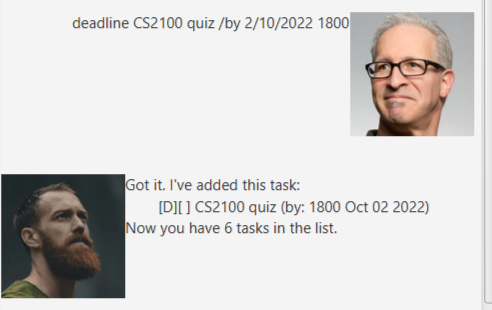 deadline CS2100 quiz /by 2/10/2022 1800
Got it. I've added this task:
[D][ ] CS2100 quiz (by: 1800 Oct 02 2022)
Now you have 6 tasks in the list.